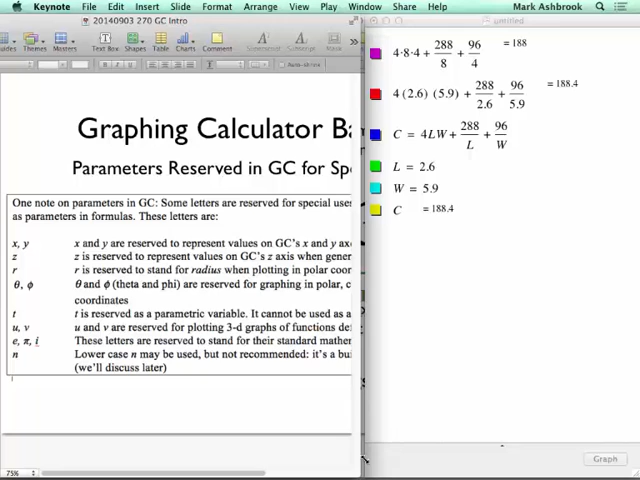 Keynote File Edit Insert Slide Format Arrange View Play Window Share Help Mark Ashbrook
20140903 270 GC Intro
untitled
Themes Masters Text Box Shapes Table Charts Comment
Graphing Calculator Ba
Parameters Reserved in GC for Spe
One note on parameters in GC: Some letters are reserved for special uses
as parameters in formulas. These letters are:
x, y x and y are reserved to represent values on GC's x and y ax
z z is reserved to represent values on GC's z axis when gener
r r is reserved to stand for radius when plotting in polar coor
θ, ϕ θ and ϕ (theta and phi) are reserved for graphing in polar, c
coordinates
t t is reserved as a parametric variable. It cannot be used as a
u, v u and v are reserved for plotting 3-d graphs of functions de
e, π, i These letters are reserved to stand for their standard mathe
n Lower case n may be used, but not recommended: it's a bu
(we'll discuss later)
75%
4·8·4 + 288/8 + 96/4 = 188
4 (2.6) (5.9) + 288/2.6 + 96/5.9 = 188.4
C = 4LW + 288/L + 96/W
L = 2.6
W = 5.9
C = 188.4
Graph